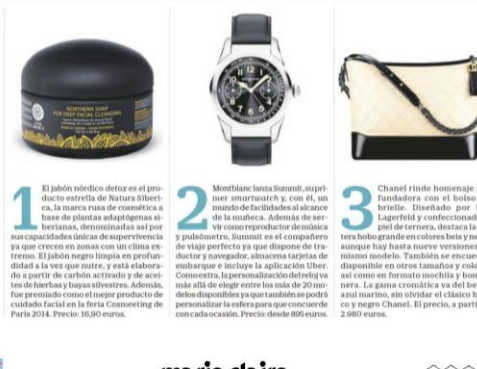 NORTHERN SOAP
FOR DEEP FACIAL CLEANSING
1
El jabón nórdico detox es el pro-
ducto estrella de Natura Siberi-
ca, la marca rusa de cosmética a
base de plantas adaptógenas si-
berianas, denominadas así por
sus capacidades únicas de supervivencia
ya que crecen en zonas con un clima ex-
tremo. El jabón negro limpia en profun-
didad a la vez que nutre, y está elabora-
do a partir de carbón activado y de acei-
tes de hierbas y bayas silvestres. Además,
fue premiado como el mejor producto de
cuidado facial en la feria Cosmeeting de
París 2014. Precio: 16,90 euros.
2
Montblanc lanza Summit, su pri-
mer smartwatch y, con él, un
mundo de facilidades al alcance
de la muñeca. Además de ser-
vir como reproductor de música
y pulsómetro, Summit es el compañero
de viaje perfecto ya que dispone de tra-
ductor y navegador, almacena tarjetas de
embarque e incluye la aplicación Uber.
Como extra, la personalización del reloj va
más allá de elegir entre los más de 20 mo-
delos disponibles ya que también se podrá
personalizar la esfera para que concuerde
con cada ocasión. Precio: desde 895 euros.
3
Chanel rinde homenaje
fundadora con el bolso
brielle. Diseñado por
Lagerfeld y confeccionad
piel de ternera, destaca la
tera hobo grande en colores beis y ne
aunque hay hasta nueve versiones
mismo modelo. También se encue
disponible en otros tamaños y colo
así como en formato mochila y bom
nera. La gama cromática va del be
azul marino, sin olvidar el clásico b
co y negro Chanel. El precio, a parti
2.980 euros.
marie claire